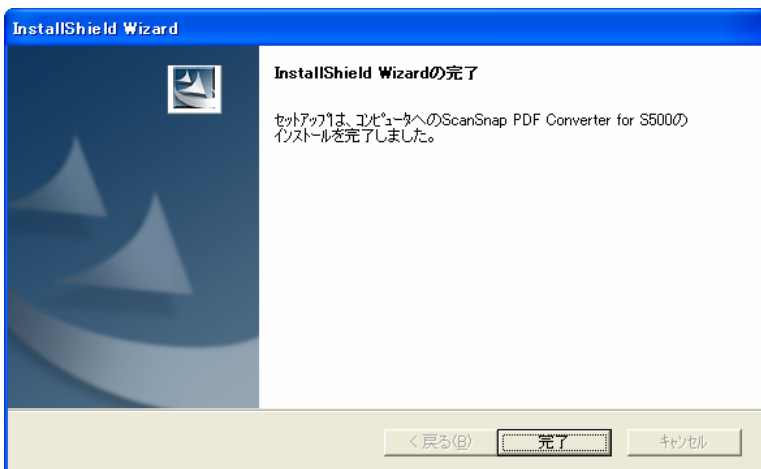 InstallShield Wizard
InstallShield Wizardの完了
セットアップは、コンピュータへのScanSnap PDF Converter for S500の
インストールを完了しました。
< 戻る(B)
完了
キャンセル